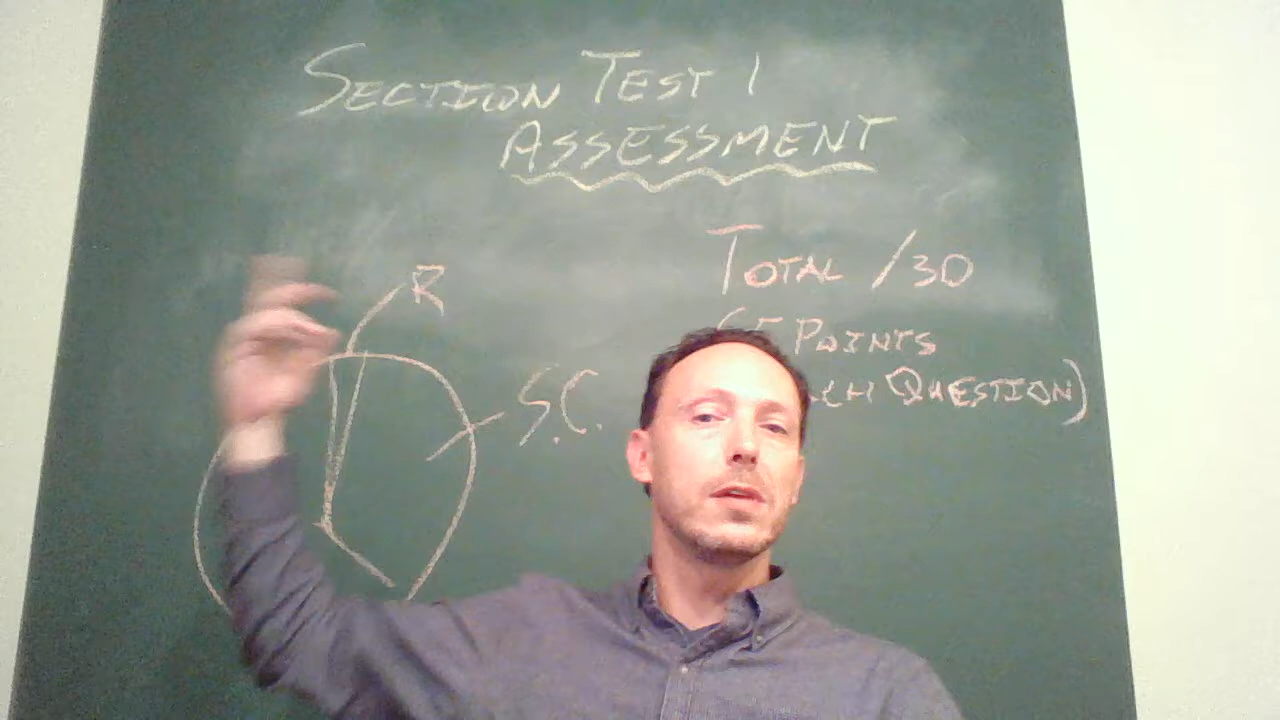 SECTION TEST 1
ASSESSMENT
TOTAL /30
POINTS
QUESTION)
R
S.C.